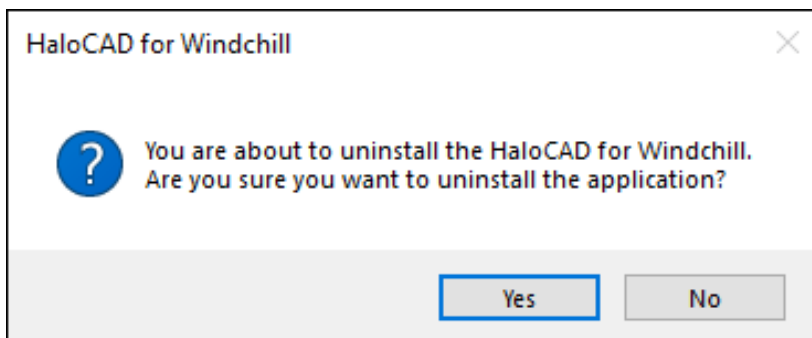 HaloCAD for Windchill
?
You are about to uninstall the HaloCAD for Windchill.
Are you sure you want to uninstall the application?
Yes No